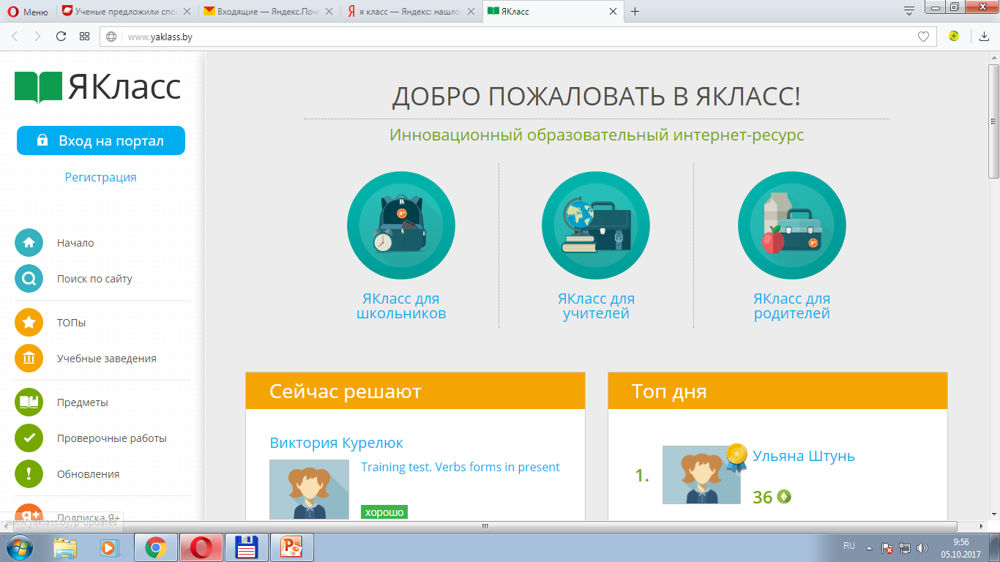 Меню
Ученые предложили спо
Входящие — Яндекс.Почт
Я
я класс — Яндекс: нашло
ЯКласс
www.yaklass.by
ЯКласс
Вход на портал
Регистрация
Начало
Поиск по сайту
ТОПы
Учебные заведения
Предметы
Проверочные работы
Обновления
Я+
Подписка Я+
www.yaklass.by/p-updates
ДОБРО ПОЖАЛОВАТЬ В ЯКЛАСС!
Инновационный образовательный интернет-ресурс
Я+
Я+
ЯКласс для
школьников
ЯКласс для
учителей
ЯКласс для
родителей
Сейчас решают
Виктория Курелюк
Training test. Verbs forms in present
хорошо
Топ дня
1.
Ульяна Штунь
36
RU
9:56
05.10.2017